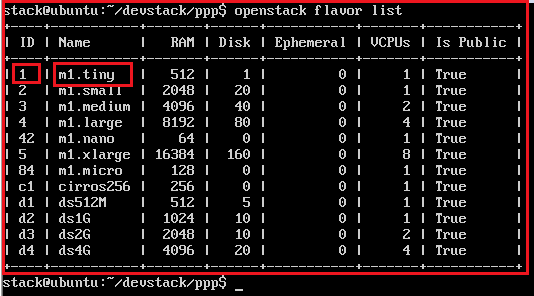 stack@ubuntu:~/devstack/ppp$ openstack flavor list
+----+-----------+-------+------+-----------+-------+-----------+
| ID | Name | RAM | Disk | Ephemeral | VCPUs | Is Public |
+----+-----------+-------+------+-----------+-------+-----------+
| 1 | m1.tiny | 512 | 1 | 0 | 1 | True |
| 2 | m1.small | 2048 | 20 | 0 | 1 | True |
| 3 | m1.medium | 4096 | 40 | 0 | 2 | True |
| 4 | m1.large | 8192 | 80 | 0 | 4 | True |
| 42 | m1.nano | 64 | 0 | 0 | 1 | True |
| 5 | m1.xlarge | 16384 | 160 | 0 | 8 | True |
| 84 | m1.micro | 128 | 0 | 0 | 1 | True |
| c1 | cirros256 | 256 | 0 | 0 | 1 | True |
| d1 | ds512M | 512 | 5 | 0 | 1 | True |
| d2 | ds1G | 1024 | 10 | 0 | 1 | True |
| d3 | ds2G | 2048 | 10 | 0 | 2 | True |
| d4 | ds4G | 4096 | 20 | 0 | 4 | True |
+----+-----------+-------+------+-----------+-------+-----------+
stack@ubuntu:~/devstack/ppp$ _